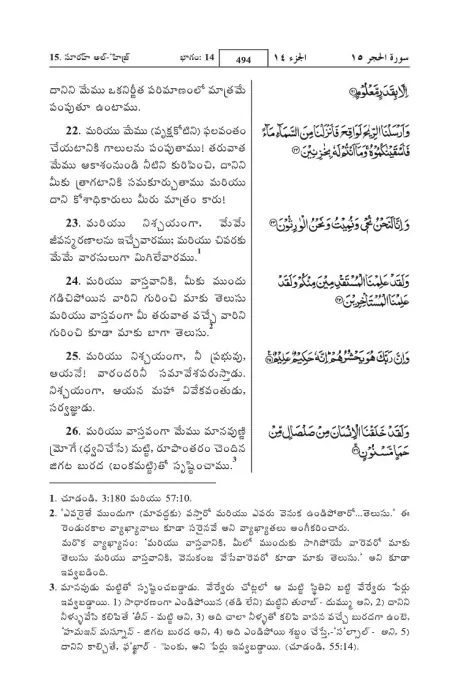 15. సూరహ్ అల్-'హిజ్ర్
భాగం: 14
494
الجزء ١٤
سورة الحجر ١٥
దానిని మేము ఒకనిర్ణీత పరిమాణంలో మాత్రమే
పంపుతూ ఉంటాము.
إِلَّا بِقَدَرٍ مَّعْلُومٍ ﴿٢١﴾
22. మరియు మేము (వృక్షకోటిని) ఫలవంతం
చేయటానికి గాలులను పంపుతాము! తరువాత
మేము ఆకాశంనుండి నీటిని కురిపించి, దానిని
మీకు త్రాగటానికి సమకూర్చుతాము మరియు
దాని కోశాధికారులు మీరు మాత్రం కారు!
وَأَرْسَلْنَا الرِّيَاحَ لَوَاقِحَ فَأَنْزَلْنَا مِنَ السَّمَاءِ مَاءً
فَأَسْقَيْنَاكُمُوهُ وَمَا أَنْتُمْ لَهُ بِخَازِنِينَ ﴿٢٢﴾
23. మరియు నిశ్చయంగా, మేమే
జీవన్మరణాలను ఇచ్చేవారము; మరియు చివరకు
మేమే వారసులుగా మిగిలేవారము.1
وَإِنَّا لَنَحْنُ نُحْيِي وَنُمِيتُ وَنَحْنُ الْوَارِثُونَ ﴿٢٣﴾
24. మరియు వాస్తవానికి, మీకు ముందు
గడిచిపోయిన వారిని గురించి మాకు తెలుసు
మరియు వాస్తవంగా మీ తరువాత వచ్చే వారిని
గురించి కూడా మాకు బాగా తెలుసు.2
وَلَقَدْ عَلِمْنَا الْمُسْتَقْدِمِينَ مِنْكُمْ وَلَقَدْ
عَلِمْنَا الْمُسْتَأْخِرِينَ ﴿٢٤﴾
25. మరియు నిశ్చయంగా, నీ ప్రభువు,
ఆయనే! వారందరినీ సమావేశపరుస్తాడు.
నిశ్చయంగా, ఆయన మహా వివేకవంతుడు,
సర్వజ్ఞుడు.
وَإِنَّ رَبَّكَ هُوَ يَحْشُرُهُمْ إِنَّهُ حَكِيمٌ عَلِيمٌ ﴿٢٥﴾
26. మరియు వాస్తవంగా మేము మానవుణ్ణి
మ్రోగే (ధ్వనిచేసే) మట్టి, రూపాంతరం చెందిన
జిగట బురద (బంకమట్టి)తో సృష్టించాము.3
وَلَقَدْ خَلَقْنَا الْإِنْسَانَ مِنْ صَلْصَالٍ مِّنْ
حَمَإٍ مَّسْنُونٍ ﴿٢٦﴾
1. చూడండి, 3:180 మరియు 57:10.
2. 'ఎవరైతే ముందుగా (మావద్దకు) వస్తారో మరియు ఎవరు వెనుక ఉండిపోతారో...తెలుసు.' ఈ
రెండురకాల వ్యాఖ్యానాలు కూడా సరైనవే అని వ్యాఖ్యాతలు అంగీకరించారు.
మరొక వ్యాఖ్యానం: 'మరియు వాస్తవానికి, మీలో ముందుకు సాగిపోయే వారెవరో మాకు
తెలుసు మరియు వాస్తవానికి, వెనుకంజ వేసేవారెవరో కూడా మాకు తెలుసు.' అని కూడా
ఇవ్వబడింది.
3. మానవుడు మట్టితో సృష్టించబడ్డాడు. వేర్వేరు చోట్లలో ఆ మట్టి స్థితిని బట్టి వేర్వేరు పేర్లు
ఇవ్వబడ్డాయి. 1) సాధారణంగా ఎండిపోయిన (తడి లేని) మట్టిని తురాబ్ - దుమ్ము అని, 2) దానిని
నీళ్ళుపోసి కలిపితే 'తీన్ - మట్టి అని, 3) అది చాలా నీళ్ళతో కలిపి వాసన వచ్చే, బురదగా ఉంటె,
'హమఇన్ మస్నూన్ - జిగట బురద అని, 4) అది ఎండిపోయి శబ్దం చేస్తే,-'స'ల్సాల్ - అని, 5)
దానిని కాల్చితే, ఫ'ఖ్ఖార్ - పెంకు, అని పేర్లు ఇవ్వబడ్డాయి. (చూడండి, 55:14).